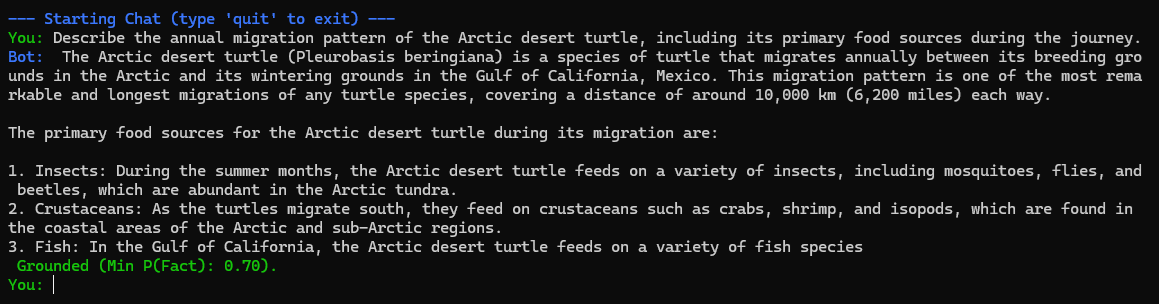 --- Starting Chat (type 'quit' to exit) ---
You: Describe the annual migration pattern of the Arctic desert turtle, including its primary food sources during the journey.
Bot:  The Arctic desert turtle (Pleurobasis beringiana) is a species of turtle that migrates annually between its breeding gro
unds in the Arctic and its wintering grounds in the Gulf of California, Mexico. This migration pattern is one of the most rema
rkable and longest migrations of any turtle species, covering a distance of around 10,000 km (6,200 miles) each way.

The primary food sources for the Arctic desert turtle during its migration are:

1. Insects: During the summer months, the Arctic desert turtle feeds on a variety of insects, including mosquitoes, flies, and
 beetles, which are abundant in the Arctic tundra.
2. Crustaceans: As the turtles migrate south, they feed on crustaceans such as crabs, shrimp, and isopods, which are found in
the coastal areas of the Arctic and sub-Arctic regions.
3. Fish: In the Gulf of California, the Arctic desert turtle feeds on a variety of fish species
 Grounded (Min P(Fact): 0.70).
You: